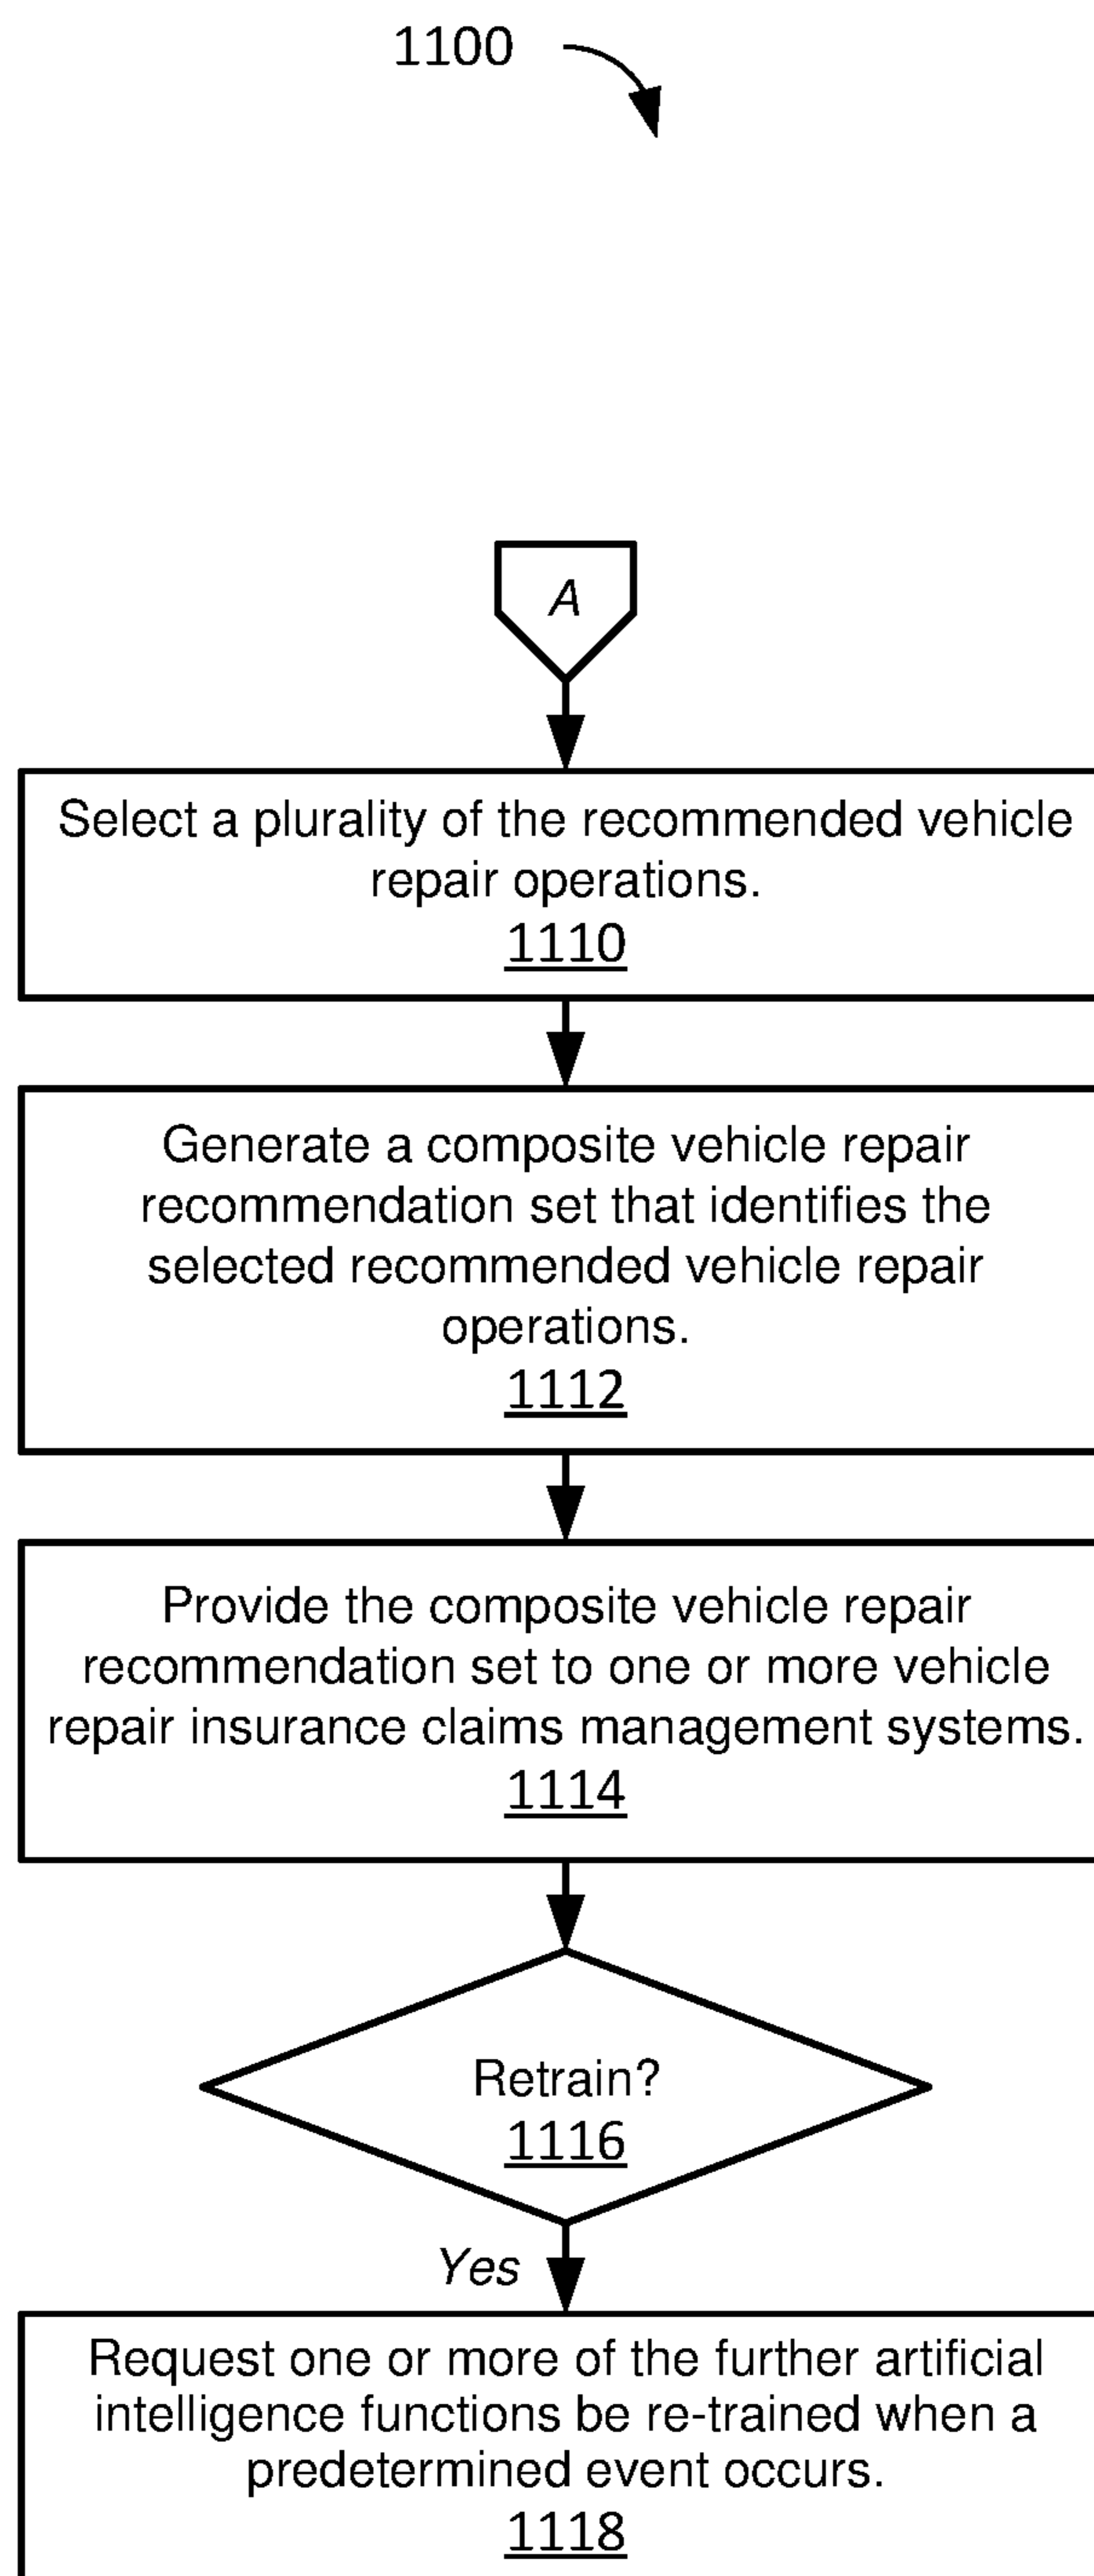 1100
A
Select a plurality of the recommended vehicle
repair operations.
1110
Generate a composite vehicle repair
recommendation set that identifies the
selected recommended vehicle repair
operations.
1112
Provide the composite vehicle repair
recommendation set to one or more vehicle
repair insurance claims management systems.
1114
Retrain?
1116
Yes
Request one or more of the further artificial
intelligence functions be re-trained when a
predetermined event occurs.
1118